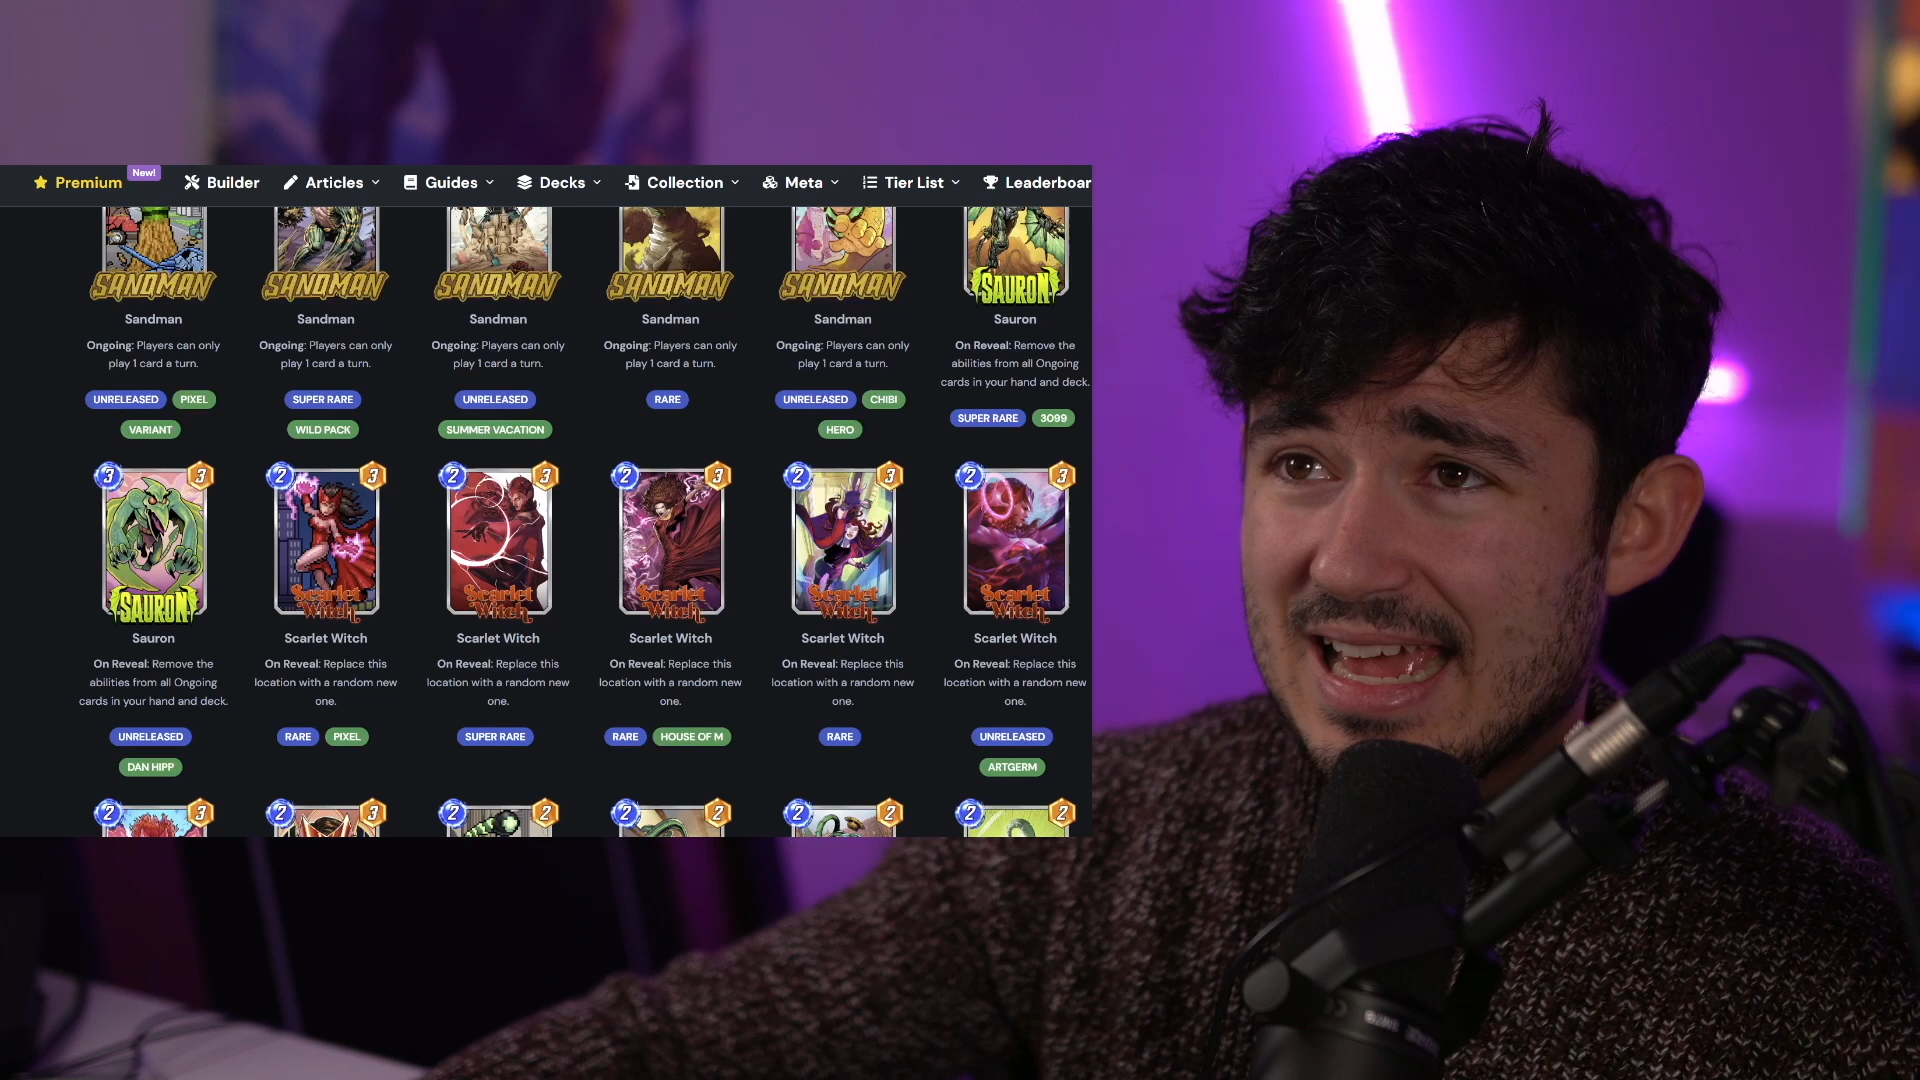 Premium
New!
Builder
Articles
Guides
Decks
Collection
Meta
Tier List
Leaderboar
SANDMAN
SANDMAN
SANDMAN
SANDMAN
SANDMAN
SAURON
Sandman
Ongoing: Players can only
play 1 card a turn.
UNRELEASED
PIXEL
VARIANT
Sandman
Ongoing: Players can only
play 1 card a turn.
SUPER RARE
WILD PACK
Sandman
Ongoing: Players can only
play 1 card a turn.
UNRELEASED
SUMMER VACATION
Sandman
Ongoing: Players can only
play 1 card a turn.
RARE
Sandman
Ongoing: Players can only
play 1 card a turn.
UNRELEASED
CHIBI
HERO
Sauron
On Reveal: Remove the
abilities from all Ongoing
cards in your hand and deck.
SUPER RARE
3099
3
3
SAURON
Sauron
On Reveal: Remove the
abilities from all Ongoing
cards in your hand and deck.
UNRELEASED
DAN HIPP
2
3
Scarlet
Witch
Scarlet Witch
On Reveal: Replace this
location with a random new
one.
RARE
PIXEL
2
3
Scarlet
Witch
Scarlet Witch
On Reveal: Replace this
location with a random new
one.
SUPER RARE
2
3
Scarlet
Witch
Scarlet Witch
On Reveal: Replace this
location with a random new
one.
RARE
HOUSE OF M
2
3
Scarlet
Witch
Scarlet Witch
On Reveal: Replace this
location with a random new
one.
RARE
2
3
Scarlet
Witch
Scarlet Witch
On Reveal: Replace this
location with a random new
one.
UNRELEASED
ARTGERM
2
3
2
3
2
2
2
2
2
2
2
2